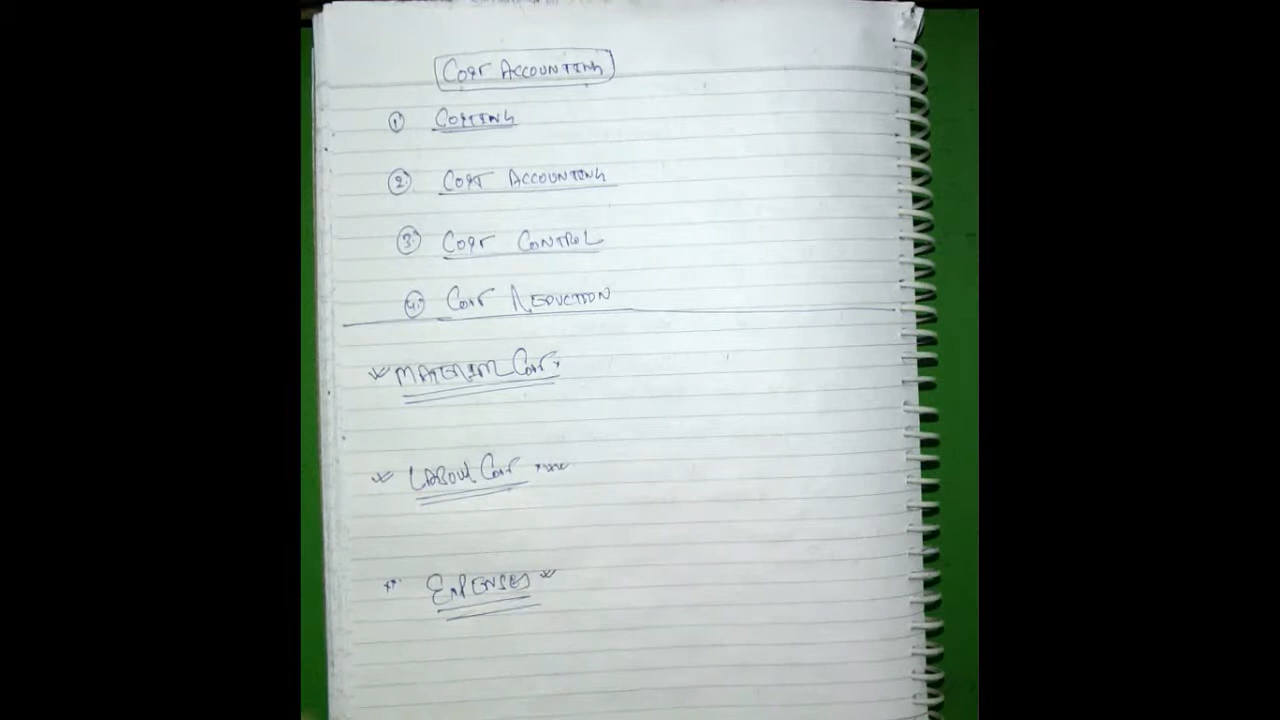 COST ACCOUNTING
① COSTING
② COST ACCOUNTING
③ COST CONTROL
④ COST REDUCTION
* MATERIAL COST *
* LABOUR COST ***
** EXPENSES *